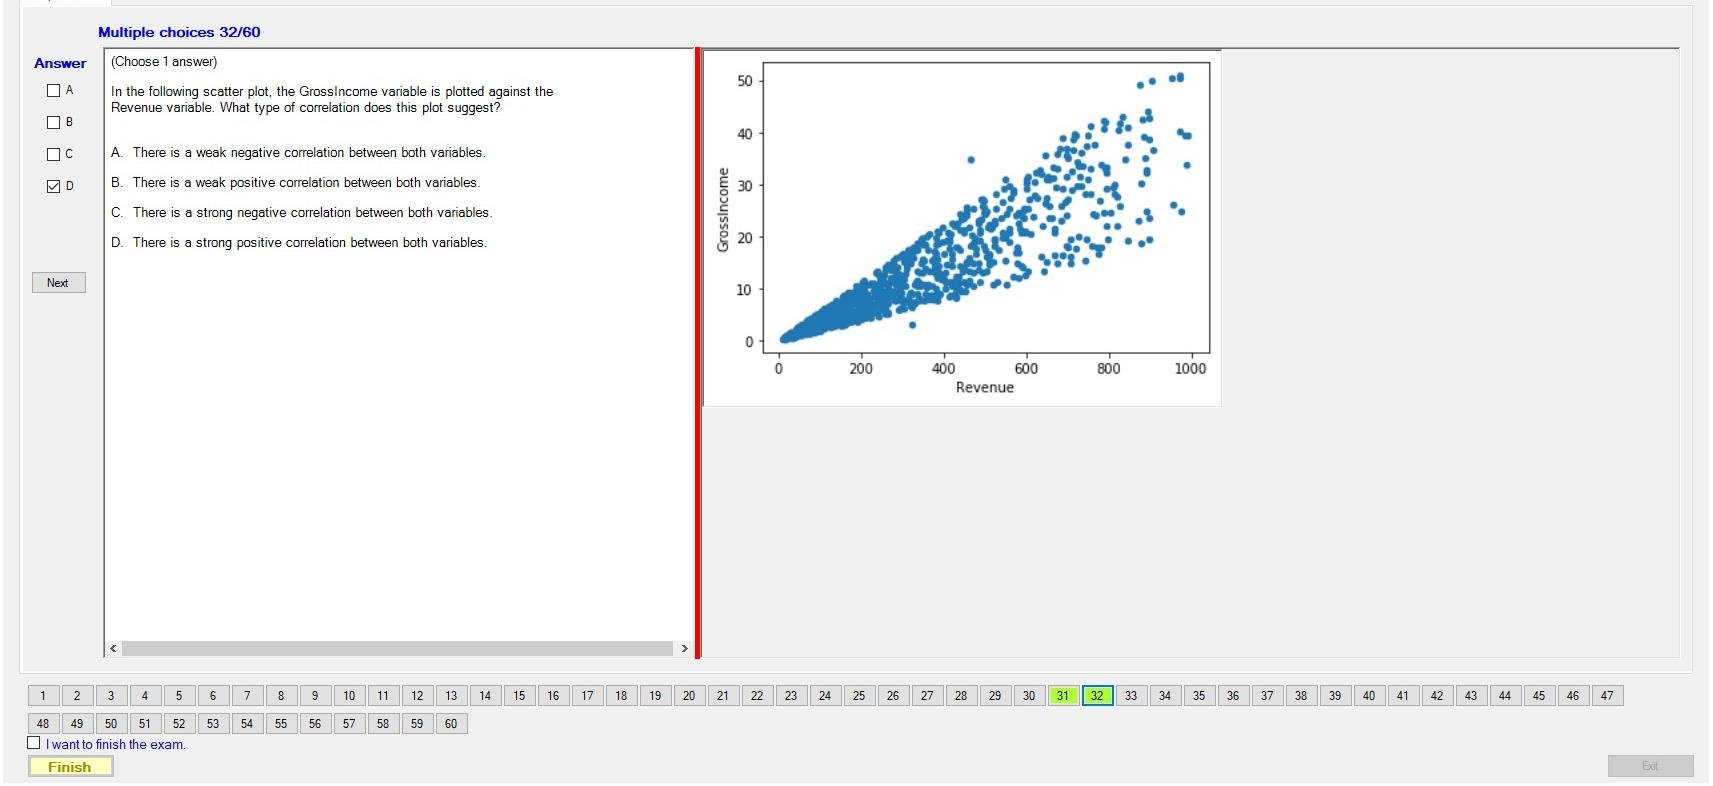 Multiple choices 32/60
Answer
A
B
C
D
Next
(Choose 1 answer)
In the following scatter plot, the GrossIncome variable is plotted against the
Revenue variable. What type of correlation does this plot suggest?
A. There is a weak negative correlation between both variables.
B. There is a weak positive correlation between both variables.
C. There is a strong negative correlation between both variables.
D. There is a strong positive correlation between both variables.
50
40
30
20
10
0
GrossIncome
0 200 400 600 800 1000
Revenue
1 2 3 4 5 6 7 8 9 10 11 12 13 14 15 16 17 18 19 20 21 22 23 24 25 26 27 28 29 30 31 32 33 34 35 36 37 38 39 40 41 42 43 44 45 46 47
48 49 50 51 52 53 54 55 56 57 58 59 60
I want to finish the exam.
Finish
Exit